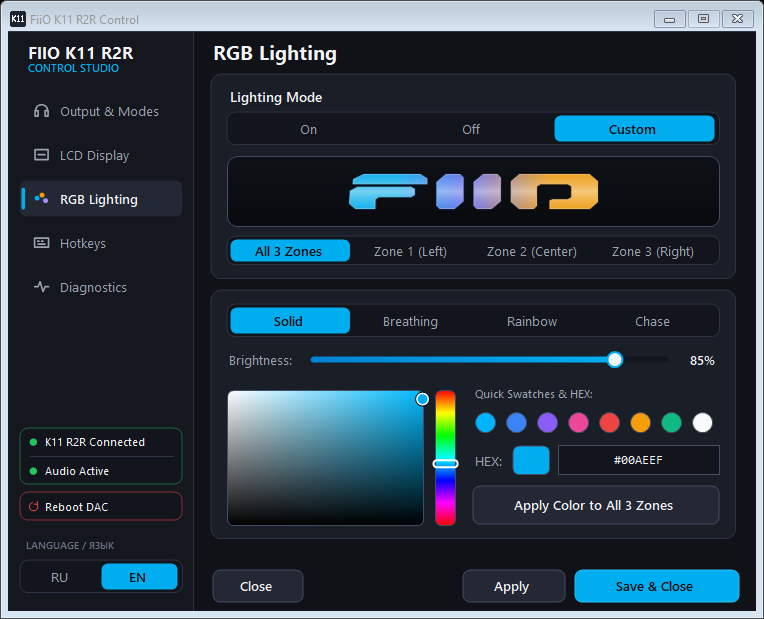 K11 FiiO K11 R2R Control
FIIO K11 R2R
CONTROL STUDIO
Output & Modes
LCD Display
RGB Lighting
Hotkeys
Diagnostics
K11 R2R Connected
Audio Active
Reboot DAC
LANGUAGE / ЯЗЫК
RU EN
RGB Lighting
Lighting Mode
On Off Custom
FIIO
All 3 Zones Zone 1 (Left) Zone 2 (Center) Zone 3 (Right)
Solid Breathing Rainbow Chase
Brightness: 85%
Quick Swatches & HEX:
HEX: #00AEEF
Apply Color to All 3 Zones
Close Apply Save & Close